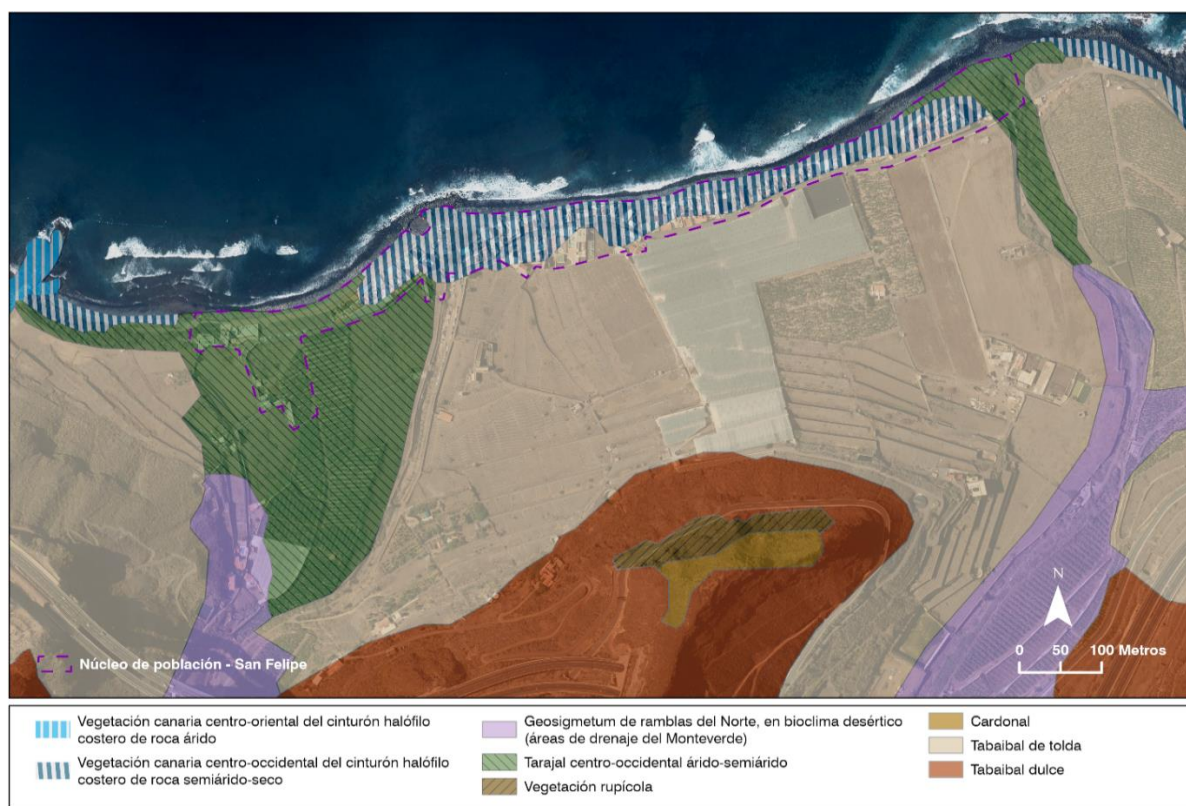 N
0 50 100 Metros
Núcleo de población - San Felipe
Vegetación canaria centro-oriental del cinturón halófilo
costero de roca árido
Vegetación canaria centro-occidental del cinturón halófilo
costero de roca semiárido-seco
Geosigmetum de ramblas del Norte, en bioclima desértico
(áreas de drenaje del Monteverde)
Tarajal centro-occidental árido-semiárido
Vegetación rupícola
Cardonal
Tabaibal de tolda
Tabaibal dulce